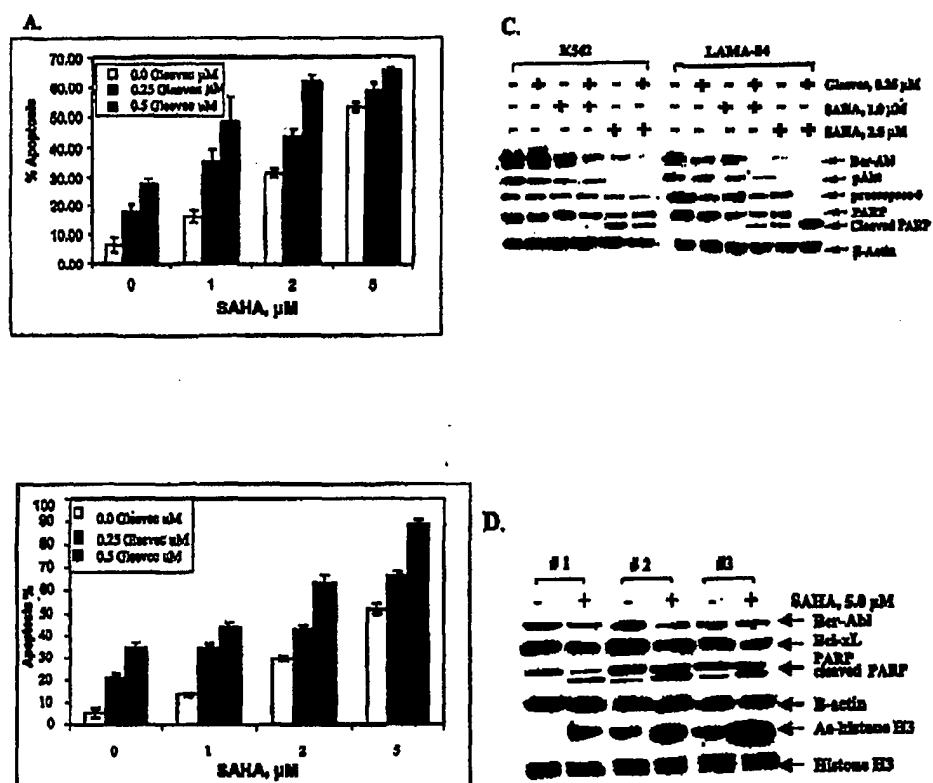 A.
70.00
60.00
50.00
40.00
30.00
20.00
10.00
0.00
% Apoptosis
0.0 Gleevec µM
0.25 Gleevec µM
0.5 Gleevec µM
0 1 2 5
SAHA, µM
C.
K562 LAMA-84
- + - + - + - + - + - + Gleevec, 0.25 µM
- - + + - - - - + + - - SAHA, 1.0 µM
- - - - + + - - - - + + SAHA, 2.5 µM
Bcr-Abl
pAkt
PARP
Cleaved PARP
β-Actin
100
90
80
70
60
50
40
30
20
10
0
Apoptosis %
0.0 Gleevec uM
0.25 Gleevec uM
0.5 Gleevec uM
0 1 2 5
SAHA, µM
D.
#1 #2 #3
- + - + - + SAHA, 5.0 µM
Bcr-Abl
Bcl-xL
PARP
cleaved PARP
B-actin
Ac-histone H3
Histone H3